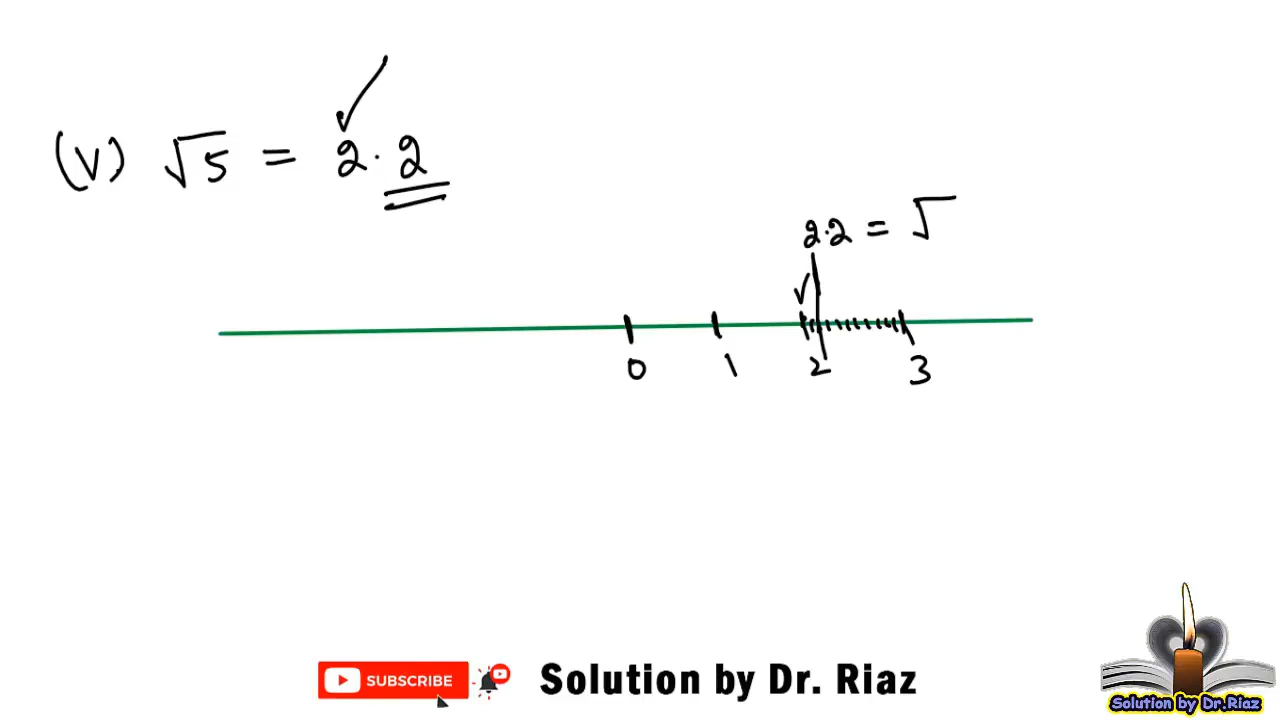 (V) √5 = 2.2
2.2 = √
0 1 2 3
SUBSCRIBE
Solution by Dr. Riaz
Solution by Dr.Riaz